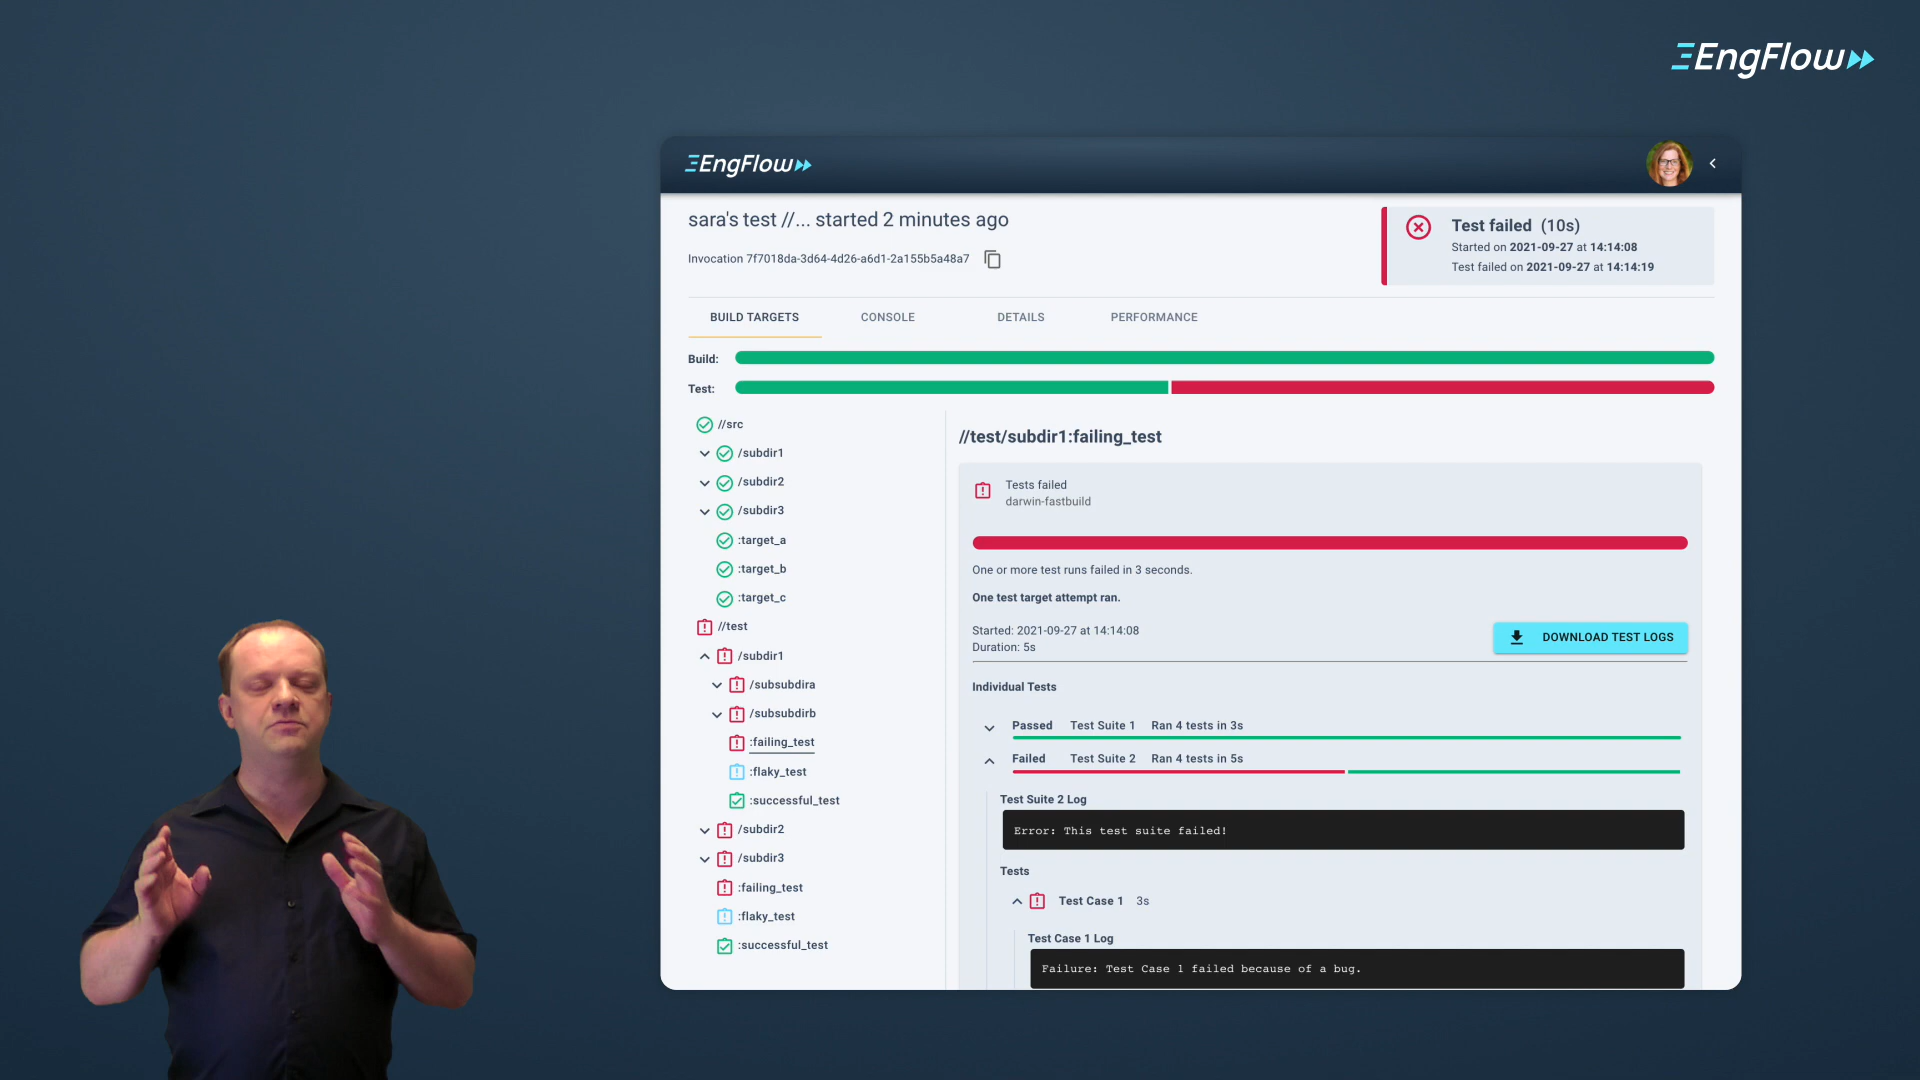 EngFlow
EngFlow
sara's test //... started 2 minutes ago
Invocation 7f7018da-3d64-4d26-a6d1-2a155b5a48a7
Test failed (10s)
Started on 2021-09-27 at 14:14:08
Test failed on 2021-09-27 at 14:14:19
BUILD TARGETS CONSOLE DETAILS PERFORMANCE
Build:
Test:
//src
/subdir1
/subdir2
/subdir3
:target_a
:target_b
:target_c
//test
/subdir1
/subsubdira
/subsubdirb
:failing_test
:flaky_test
:successful_test
/subdir2
/subdir3
:failing_test
:flaky_test
:successful_test
//test/subdir1:failing_test
Tests failed
darwin-fastbuild
One or more test runs failed in 3 seconds.
One test target attempt ran.
Started: 2021-09-27 at 14:14:08
Duration: 5s
DOWNLOAD TEST LOGS
Individual Tests
Passed Test Suite 1 Ran 4 tests in 3s
Failed Test Suite 2 Ran 4 tests in 5s
Test Suite 2 Log
Error: This test suite failed!
Tests
Test Case 1 3s
Test Case 1 Log
Failure: Test Case 1 failed because of a bug.